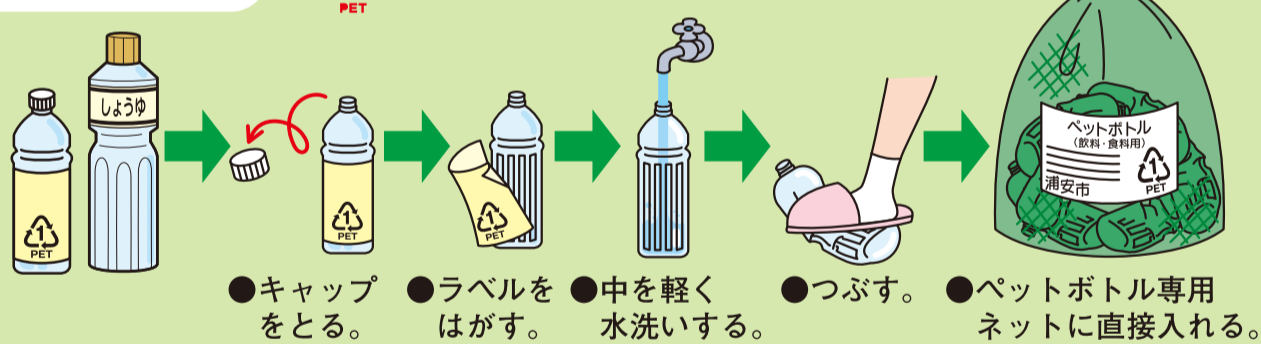 PET
しょうゆ
1
PET
1
PET
1
PET
ペットボトル
(飲料・食料用)
浦安市
1
PET
●キャップ
をとる。
●ラベルを
はがす。
●中を軽く
水洗いする。
●つぶす。
●ペットボトル専用
ネットに直接入れる。